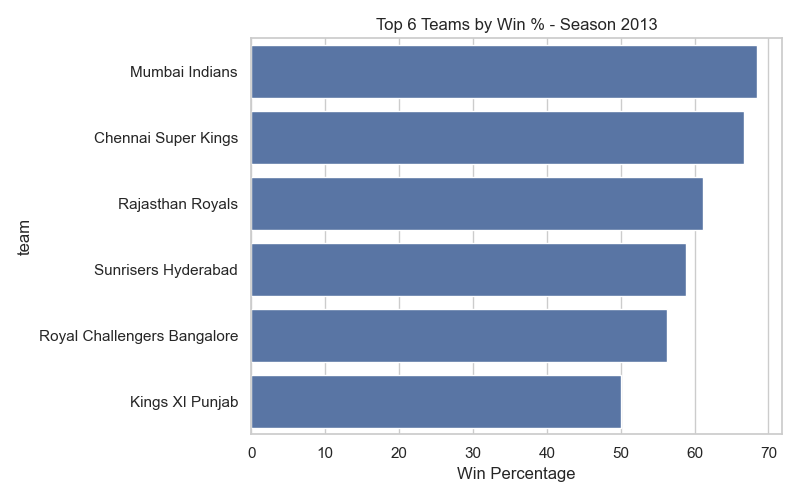 Top 6 Teams by Win % - Season 2013
Mumbai Indians
Chennai Super Kings
Rajasthan Royals
Sunrisers Hyderabad
Royal Challengers Bangalore
Kings XI Punjab
team
0 10 20 30 40 50 60 70
Win Percentage